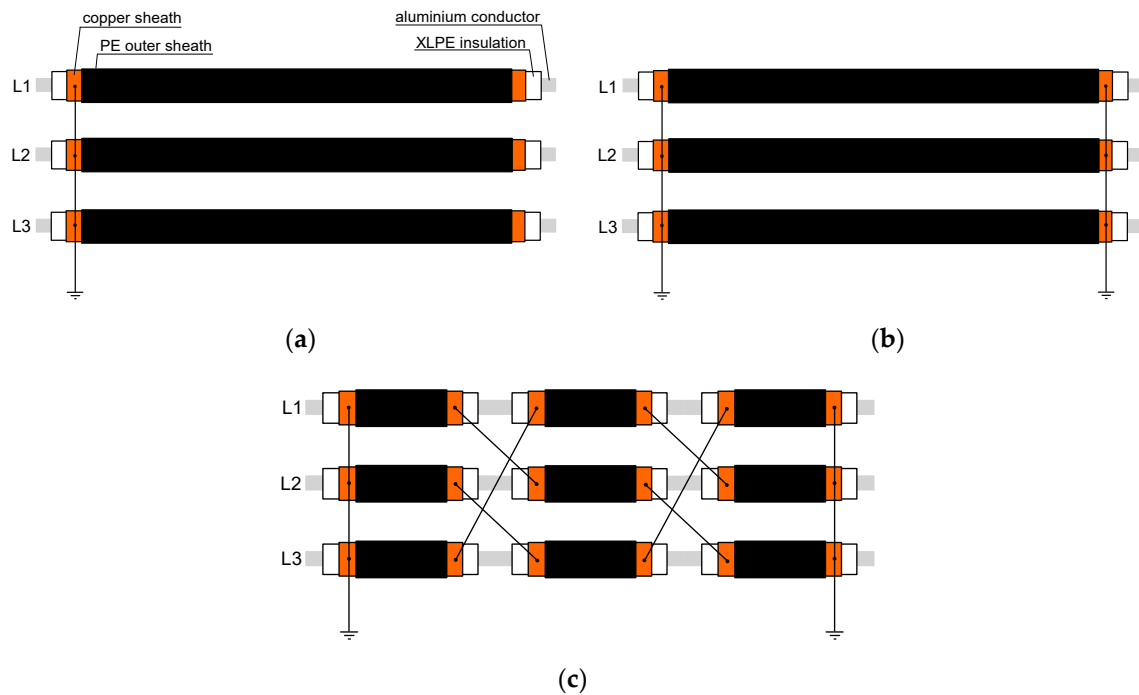 copper sheath
PE outer sheath
aluminium conductor
XLPE insulation
L1
L2
L3
L1
L2
L3
(a)
(b)
L1
L2
L3
(c)